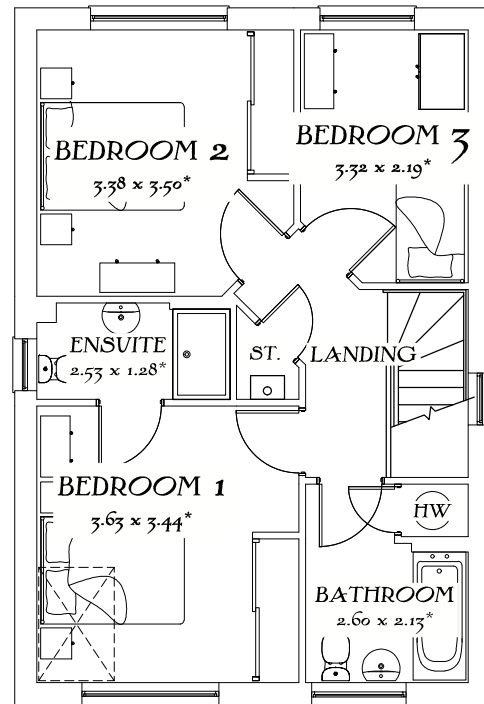 BEDROOM 2
3.38 x 3.50*
BEDROOM 3
3.32 x 2.19*
ENSUITE
2.53 x 1.28*
ST.
LANDING
BEDROOM 1
3.63 x 3.44*
HW
BATHROOM
2.60 x 2.13*